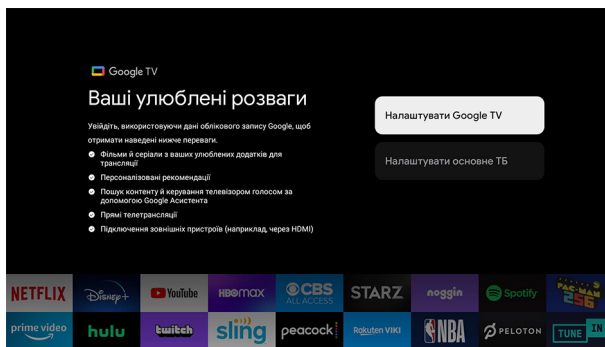 Google TV
Ваші улюблені розваги
Увійдіть, використовуючи дані облікового запису Google, щоб
отримати наведені нижче переваги.
Фільми й серіали з ваших улюблених додатків для
трансляції
Персоналізовані рекомендації
Пошук контенту й керування телевізором голосом за
допомогою Google Асистента
Прямі телетрансляції
Підключення зовнішніх пристроїв (наприклад, через HDMI)
Налаштувати Google TV
Налаштувати основне ТБ
NETFLIX Disney+ YouTube HBOMAX CBS ALL ACCESS STARZ noggin Spotify PAC-MAN 256
prime video hulu twitch sling peacock Rakuten VIKI NBA PELOTON TUNE IN